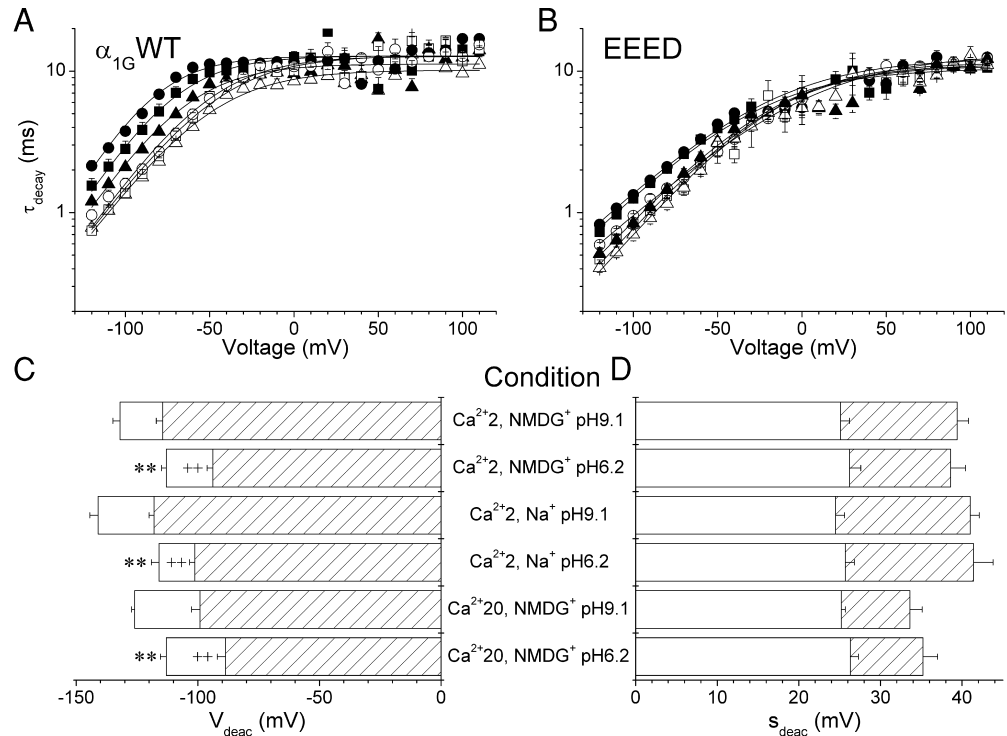 A
B
α1GWT
EEED
10
10
τdecay (ms)
1
1
-100 -50 0 50 100
-100 -50 0 50 100
Voltage (mV)
Voltage (mV)
C
Condition
D
Ca²⁺2, NMDG⁺ pH9.1
** ++
Ca²⁺2, NMDG⁺ pH6.2
Ca²⁺2, Na⁺ pH9.1
** ++
Ca²⁺2, Na⁺ pH6.2
Ca²⁺20, NMDG⁺ pH9.1
** ++
Ca²⁺20, NMDG⁺ pH6.2
-150 -100 -50 0
0 10 20 30 40
Vdeac (mV)
sdeac (mV)